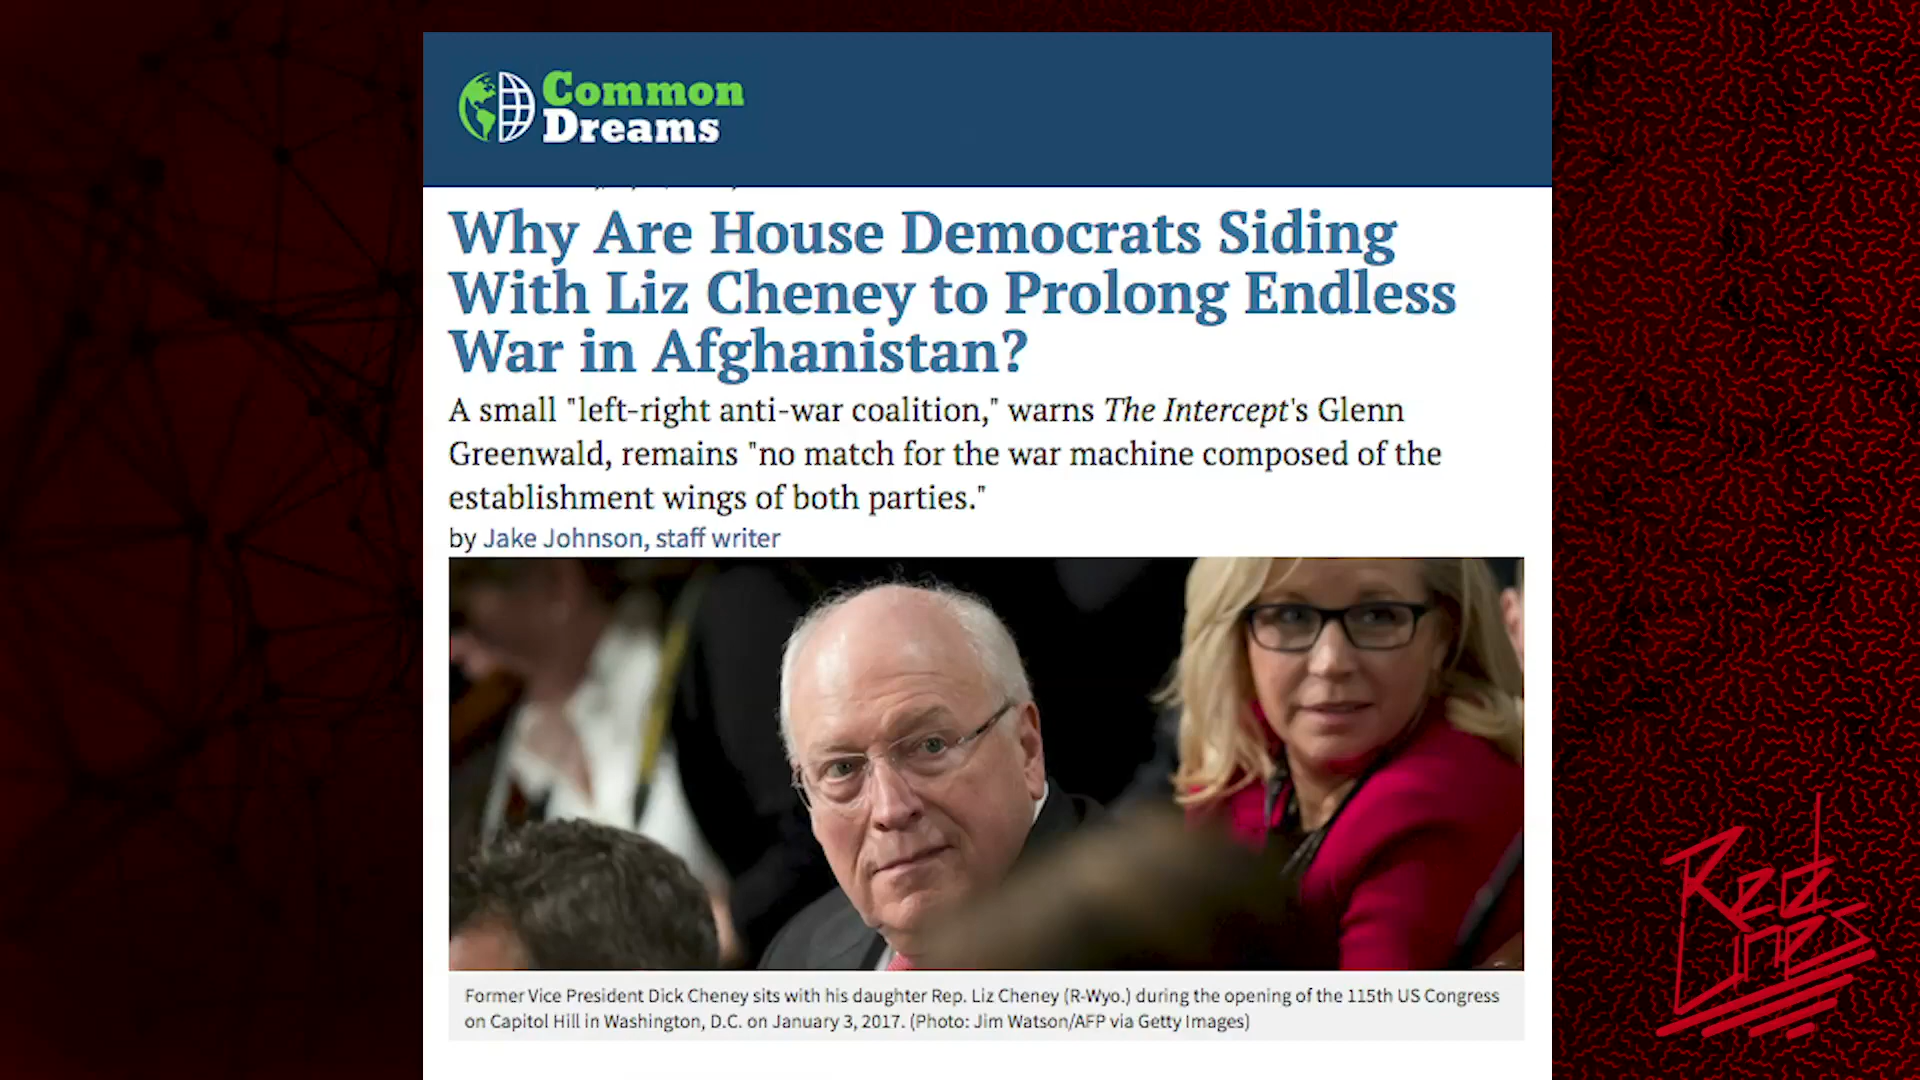 Common
Dreams
Why Are House Democrats Siding
With Liz Cheney to Prolong Endless
War in Afghanistan?
A small "left-right anti-war coalition," warns The Intercept's Glenn
Greenwald, remains "no match for the war machine composed of the
establishment wings of both parties."
by Jake Johnson, staff writer
Former Vice President Dick Cheney sits with his daughter Rep. Liz Cheney (R-Wyo.) during the opening of the 115th US Congress
on Capitol Hill in Washington, D.C. on January 3, 2017. (Photo: Jim Watson/AFP via Getty Images)
Red
Lines